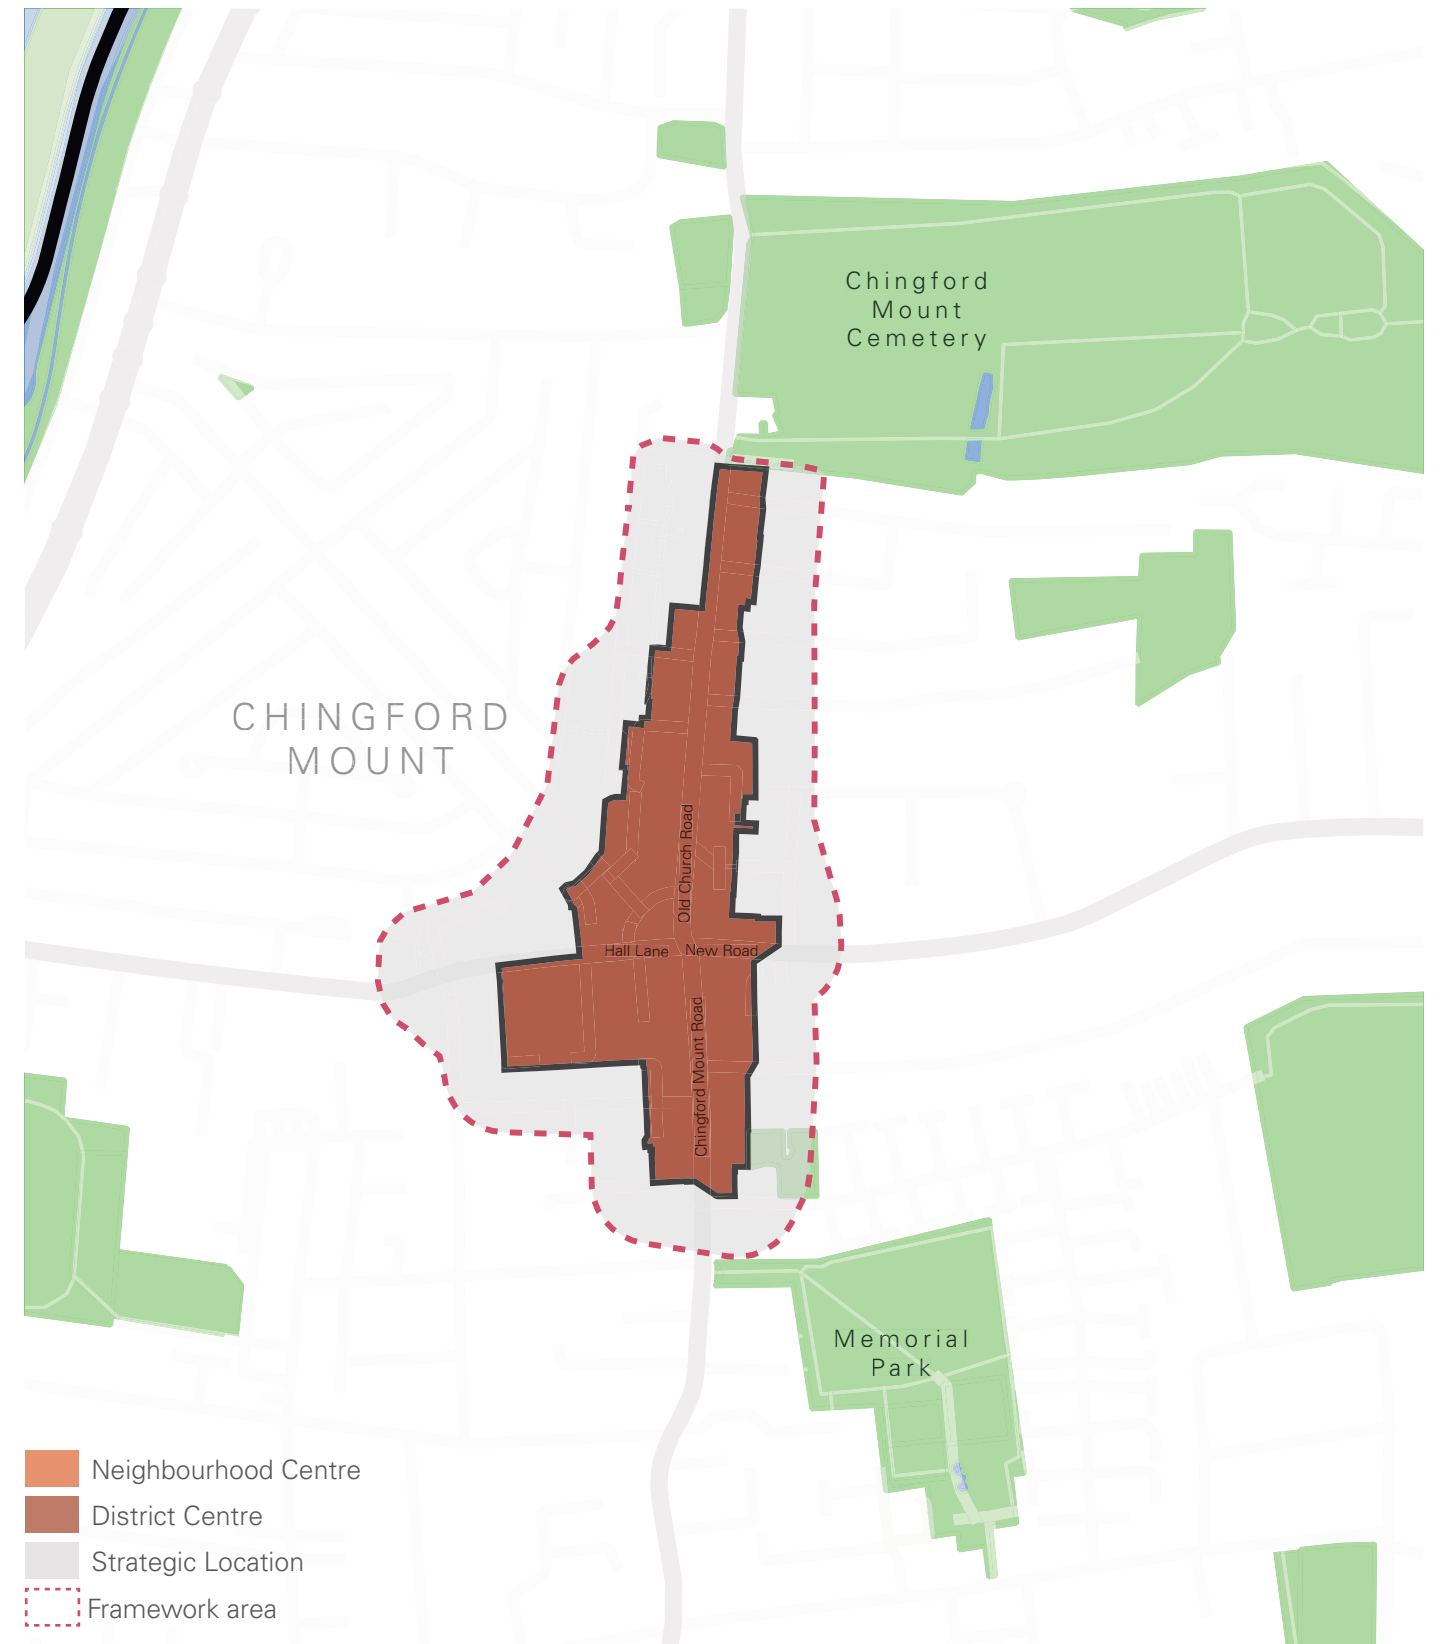 Chingford
Mount
Cemetery
CHINGFORD
MOUNT
Old Church Road
Hall Lane
New Road
Chingford Mount Road
Memorial
Park
Neighbourhood Centre
District Centre
Strategic Location
Framework area